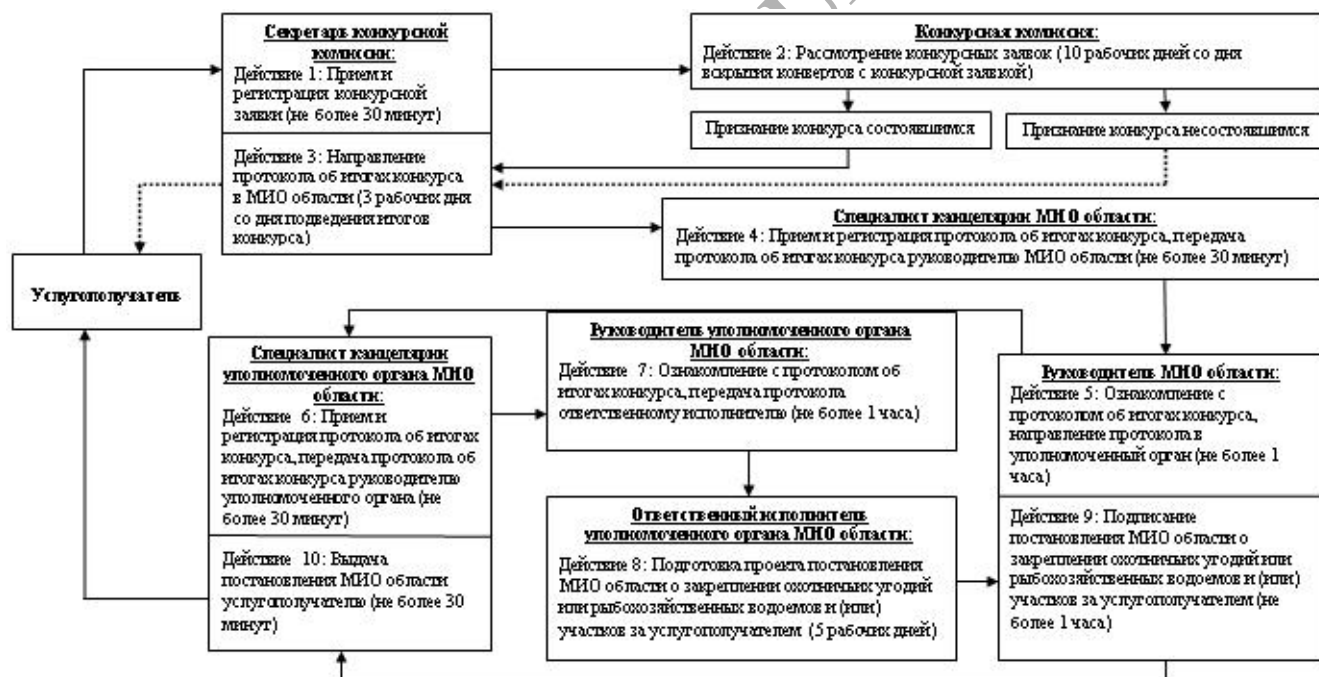 Секретарь конкурсной
комиссии:
Действие 1: Прием и
регистрация конкурсной
заявки (не более 30 минут)
Конкурсная комиссия:
Действие 2: Рассмотрение конкурсных заявок (10 рабочих дней со дня
вскрытия конвертов с конкурсной заявкой)
Признание конкурса состоявшимся
Признание конкурса несостоявшимся
Действие 3: Направление
протокола об итогах конкурса
в МИО области (3 рабочих дня
со дня подведения итогов
конкурса)
Специалист канцелярии МИО области:
Действие 4: Прием и регистрация протокола об итогах конкурса, передача
протокола об итогах конкурса руководителю МИО области (не более 30 минут)
Услугополучатель
Специалист канцелярии
уполномоченного органа МИО
области:
Действие 6: Прием и
регистрация протокола об итогах
конкурса, передача протокола об
итогах конкурса руководителю
уполномоченного органа (не
более 30 минут)
Руководитель уполномоченного органа
МИО области:
Действие 7: Ознакомление с протоколом об
итогах конкурса, передача протокола
ответственному исполнителю (не более 1 часа)
Руководитель МИО области:
Действие 5: Ознакомление с
протоколом об итогах конкурса,
направление протокола в
уполномоченный орган (не более 1
часа)
Ответственный исполнитель
уполномоченного органа МИО области:
Действие 8: Подготовка проекта постановления
МИО области о закреплении охотничьих угодий
или рыбохозяйственных водоемов и (или)
участков за услугополучателем (5 рабочих дней)
Действие 9: Подписание
постановления МИО области о
закреплении охотничьих угодий или
рыбохозяйственных водоемов и (или)
участков за услугополучателем (не
более 1 часа)
Действие 10: Выдача
постановления МИО области
услугополучателю (не более 30
минут)